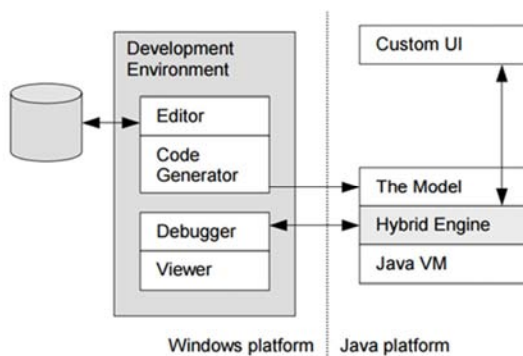 Development
Environment
Editor
Code
Generator
Debugger
Viewer
Custom UI
The Model
Hybrid Engine
Java VM
Windows platform
Java platform